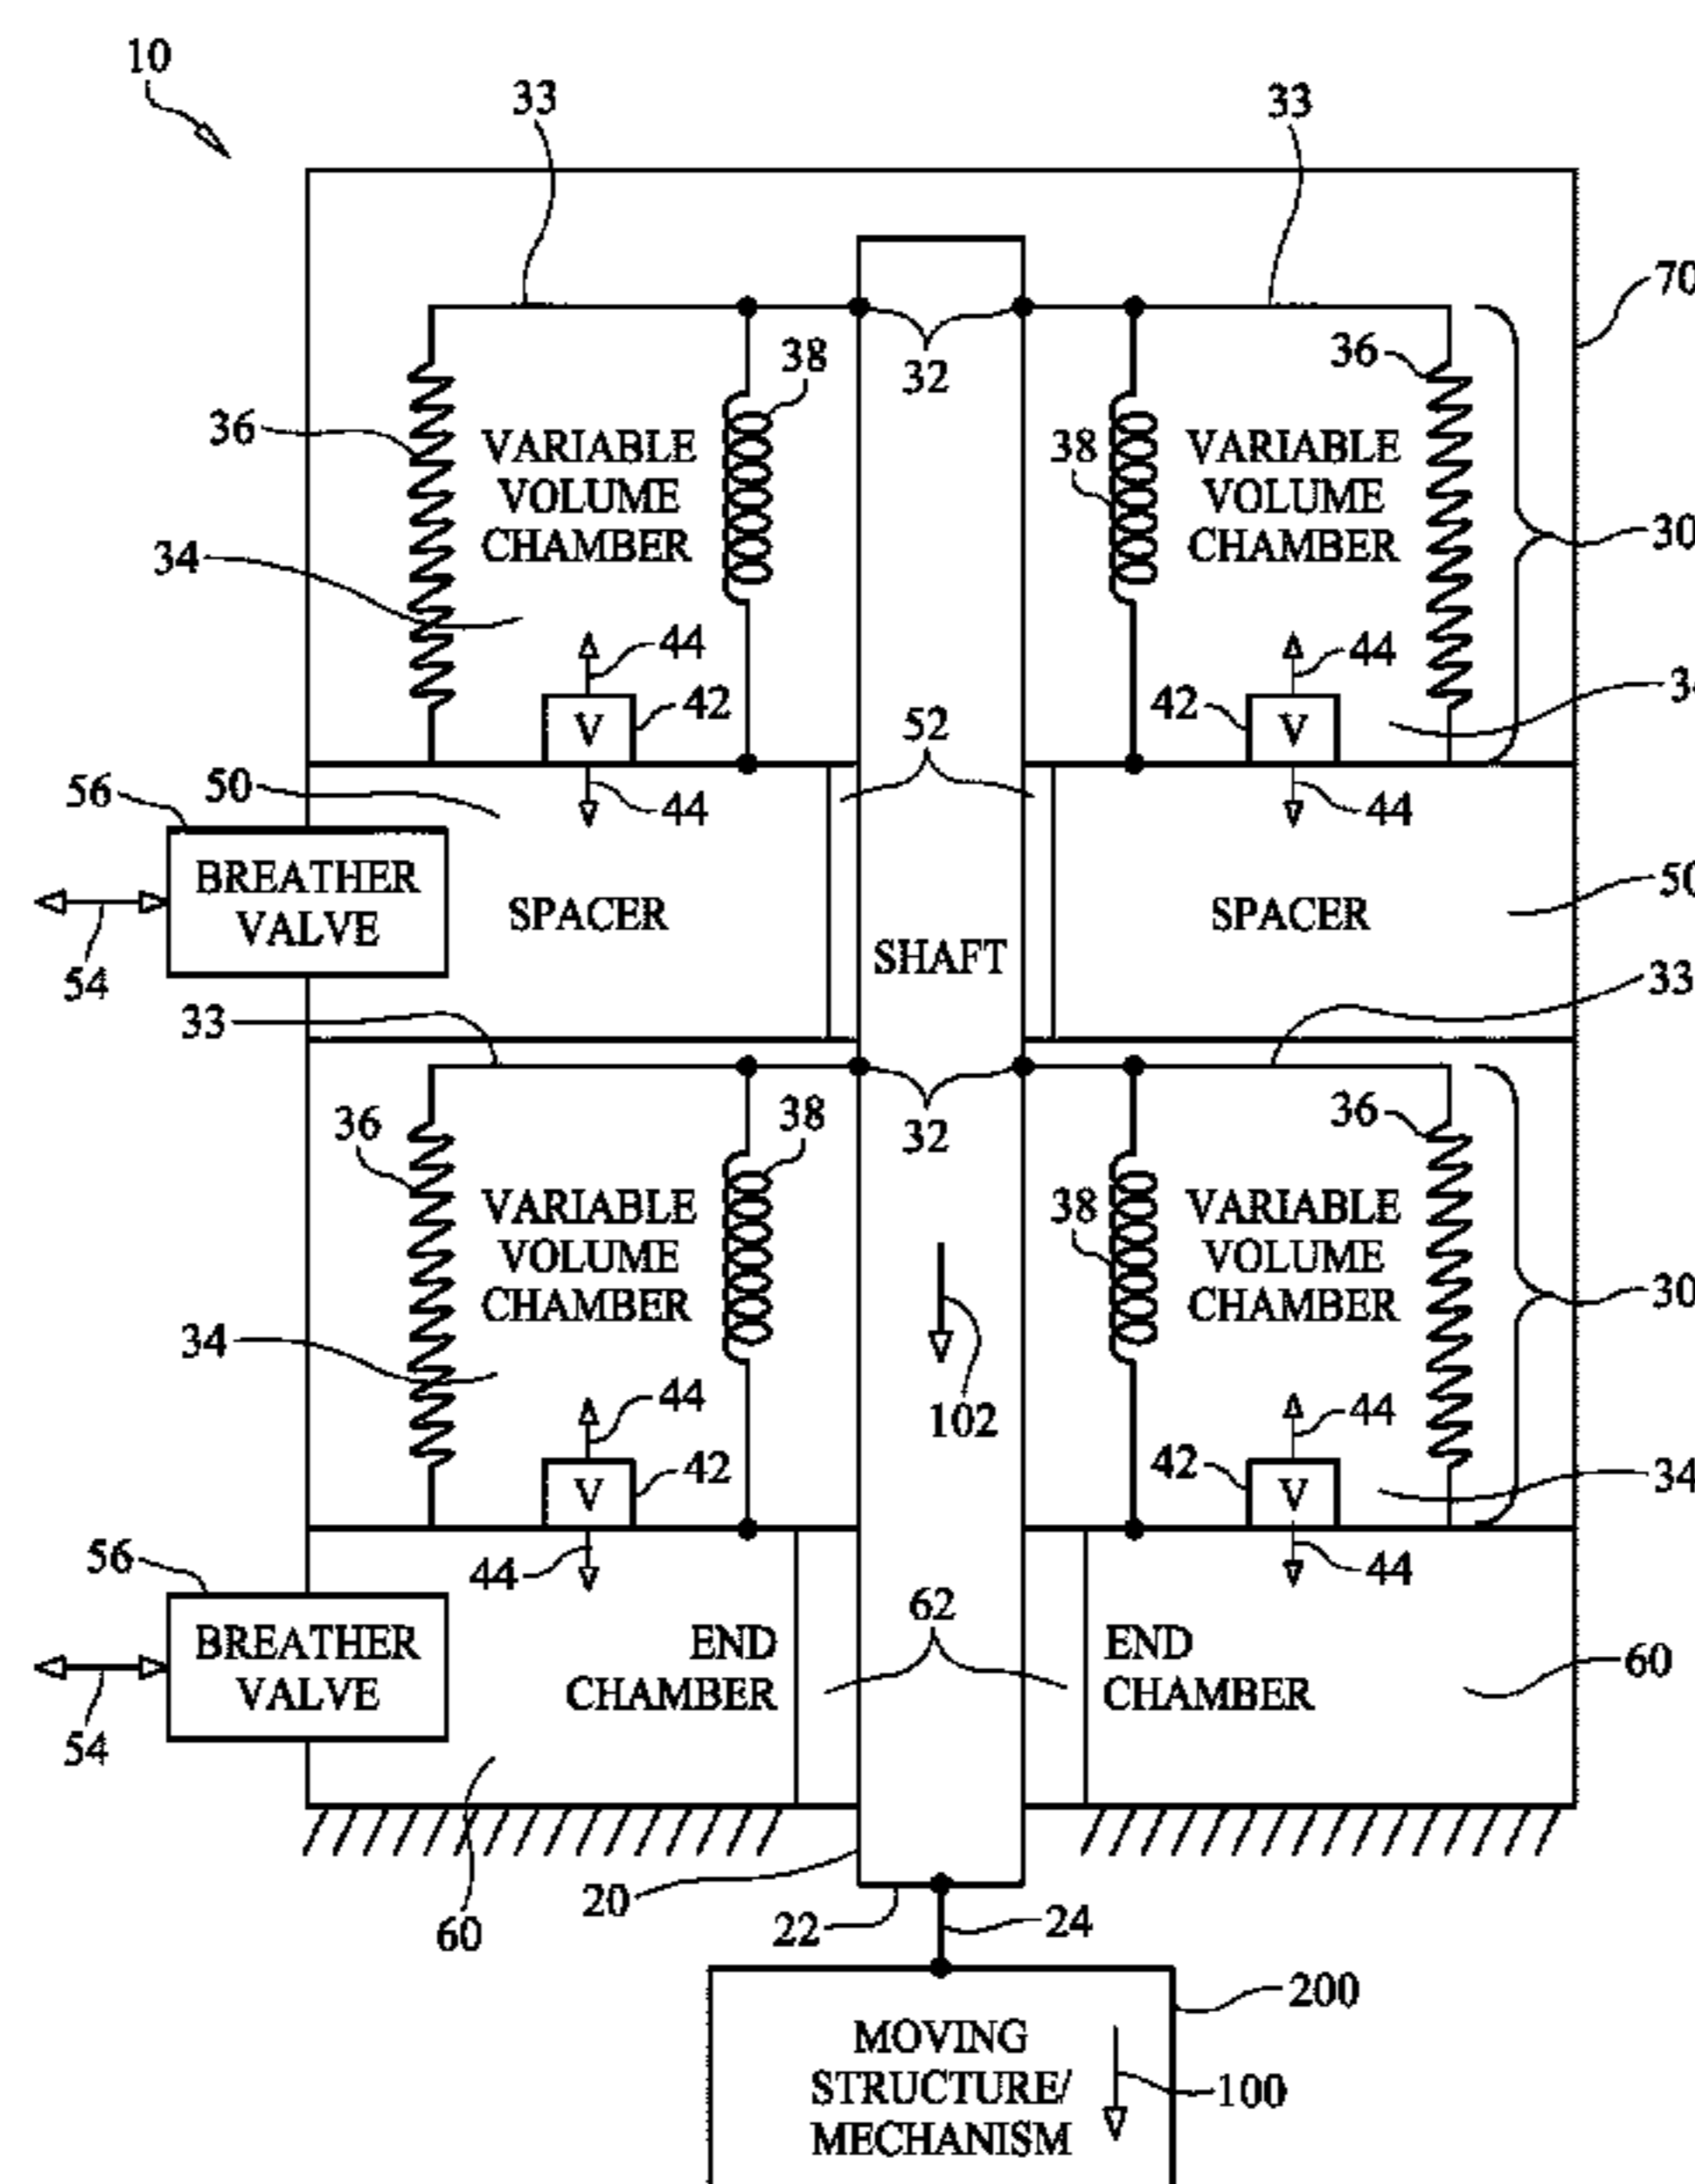 10
33
33
70
36
38
32
36
38
VARIABLE
VOLUME
CHAMBER
VARIABLE
VOLUME
CHAMBER
30
34
44
44
42
V
42
V
34
52
50
44
44
56
BREATHER
VALVE
54
SPACER
SHAFT
SPACER
50
33
33
36
38
32
36
38
VARIABLE
VOLUME
CHAMBER
VARIABLE
VOLUME
CHAMBER
30
34
44
102
44
42
V
42
V
34
56
44
44
BREATHER
VALVE
54
62
END
CHAMBER
END
CHAMBER
60
60
20
22
24
200
MOVING
STRUCTURE/
MECHANISM
100